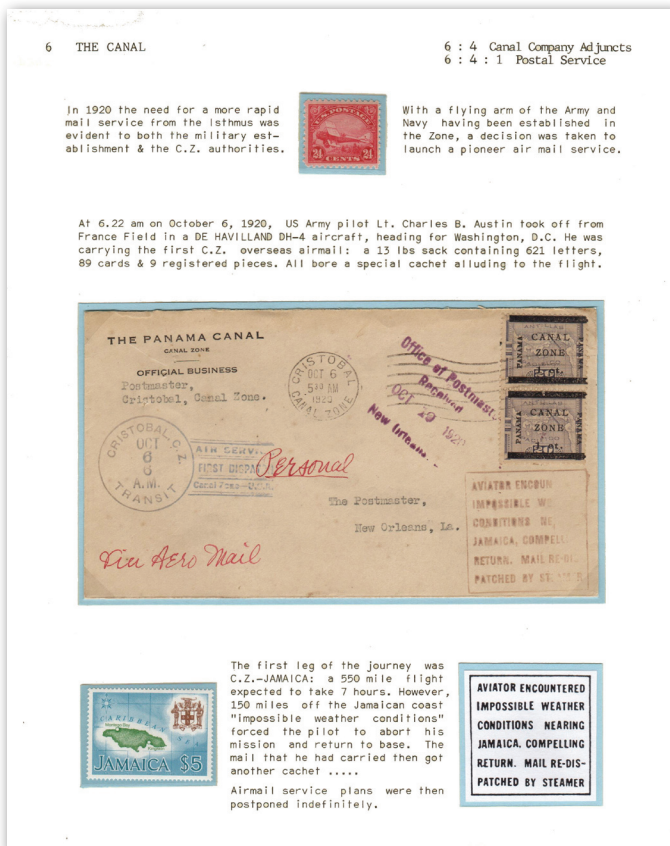 6 THE CANAL
6 : 4 Canal Company Adjuncts
6 : 4 : 1 Postal Service
In 1920 the need for a more rapid
mail service from the Isthmus was
evident to both the military est-
ablishment & the C.Z. authorities.
U.S. POSTAGE
24 CENTS 24
With a flying arm of the Army and
Navy having been established in
the Zone, a decision was taken to
launch a pioneer air mail service.
At 6.22 am on October 6, 1920, US Army pilot Lt. Charles B. Austin took off from
France Field in a DE HAVILLAND DH-4 aircraft, heading for Washington, D.C. He was
carrying the first C.Z. overseas airmail: a 13 lbs sack containing 621 letters,
89 cards & 9 registered pieces. All bore a special cachet alluding to the flight.
THE PANAMA CANAL
CANAL ZONE
OFFICIAL BUSINESS
Postmaster,
Cristobal, Canal Zone.
CRISTOBAL
OCT 6
AM
1920
CANAL ZONE
Office of Postmast
Received
OCT 1920
New Orleans
PANAMA CANAL ZONE PANAMA
PANAMA CANAL ZONE PANAMA
CRISTOBAL, C.Z.
OCT
6
6
A.M.
TRANSIT
AIR SERVI
FIRST DISPA
Canal Zone
Personal
The Postmaster,
New Orleans, La.
Via Aero Mail
AVIATOR ENCOUN
IMPOSSIBLE WE
CONDITIONS NE
JAMAICA, COMPELL
RETURN. MAIL RE-DI
PATCHED BY
CARIBBEAN
JAMAICA $5
The first leg of the journey was
C.Z.-JAMAICA: a 550 mile flight
expected to take 7 hours. However,
150 miles off the Jamaican coast
"impossible weather conditions"
forced the pilot to abort his
mission and return to base. The
mail that he had carried then got
another cachet .....
Airmail service plans were then
postponed indefinitely.
AVIATOR ENCOUNTERED
IMPOSSIBLE WEATHER
CONDITIONS NEARING
JAMAICA, COMPELLING
RETURN. MAIL RE-DIS-
PATCHED BY STEAMER